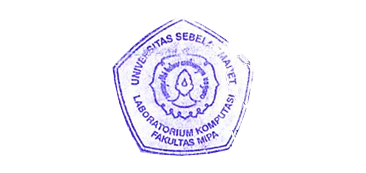 UNIVERSITAS SEBELAS MARET
LABORATORIUM KOMPUTASI
FAKULTAS MIPA